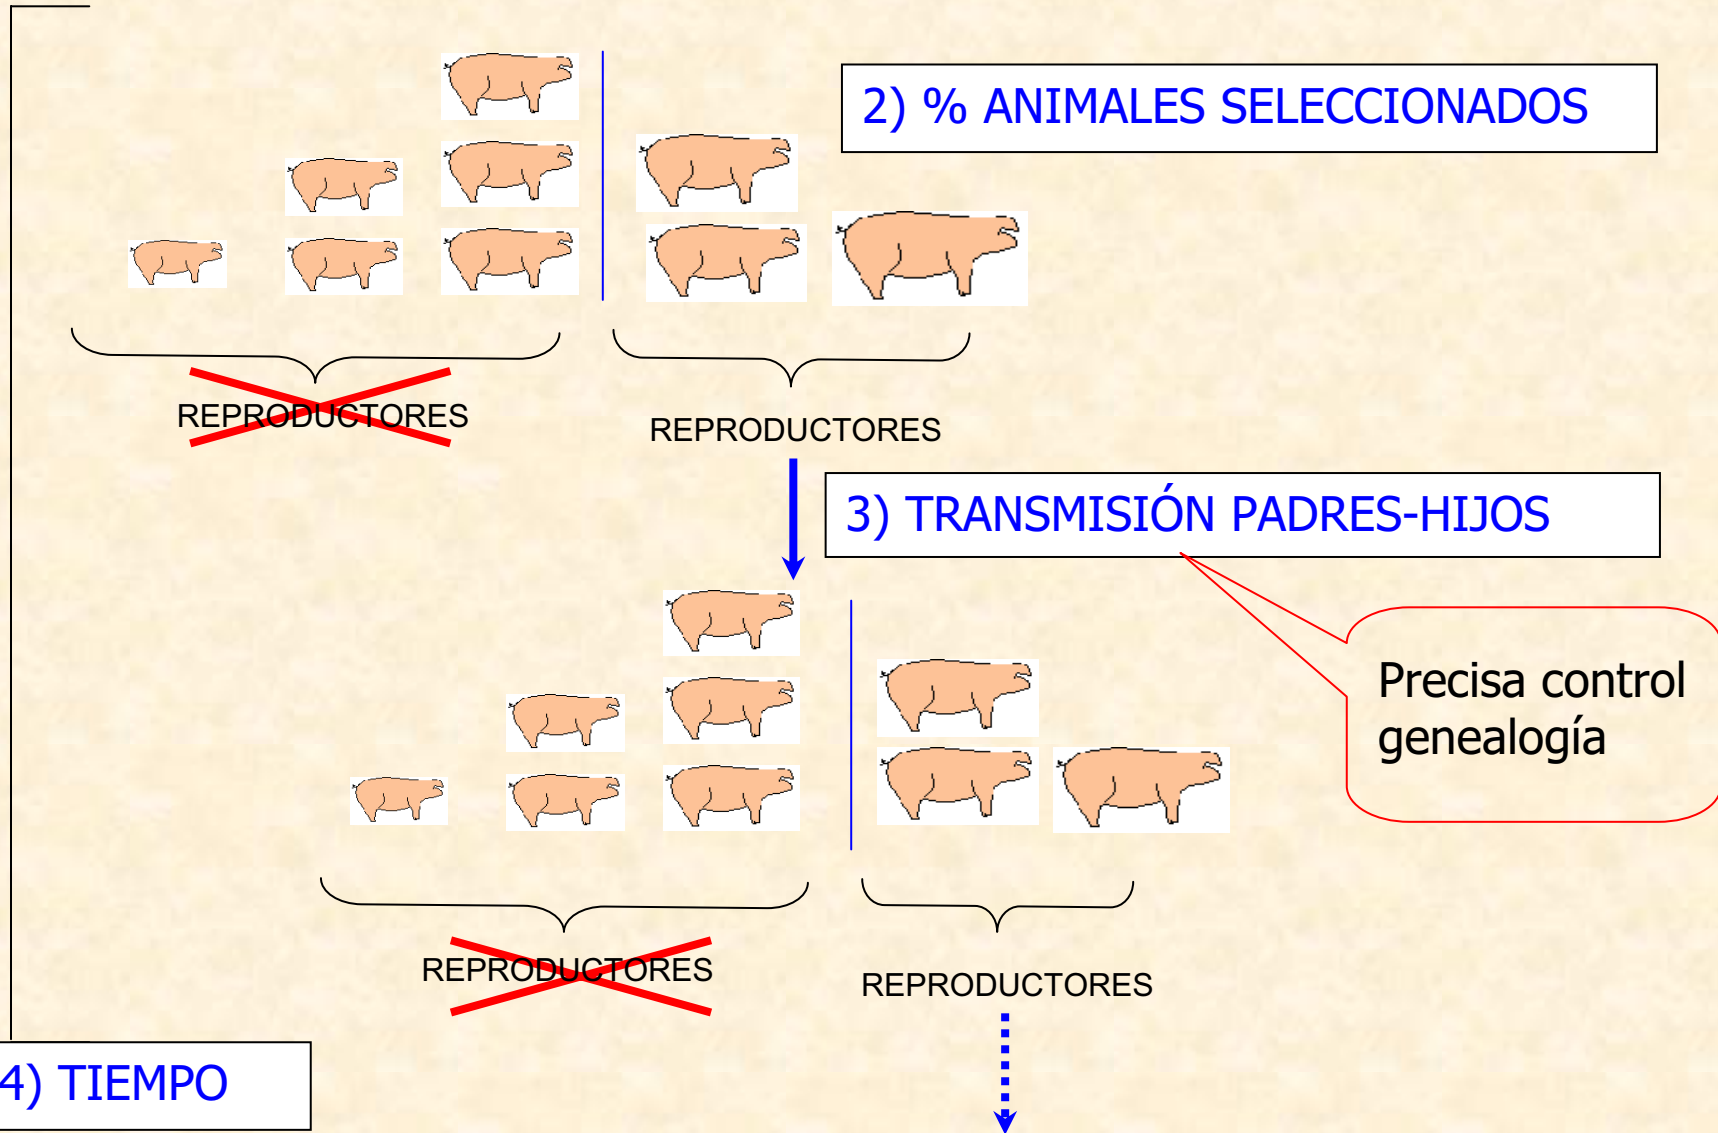 2) % ANIMALES SELECCIONADOS
REPRODUCTORES
REPRODUCTORES
3) TRANSMISIÓN PADRES-HIJOS
Precisa control
genealogía
REPRODUCTORES
REPRODUCTORES
4) TIEMPO